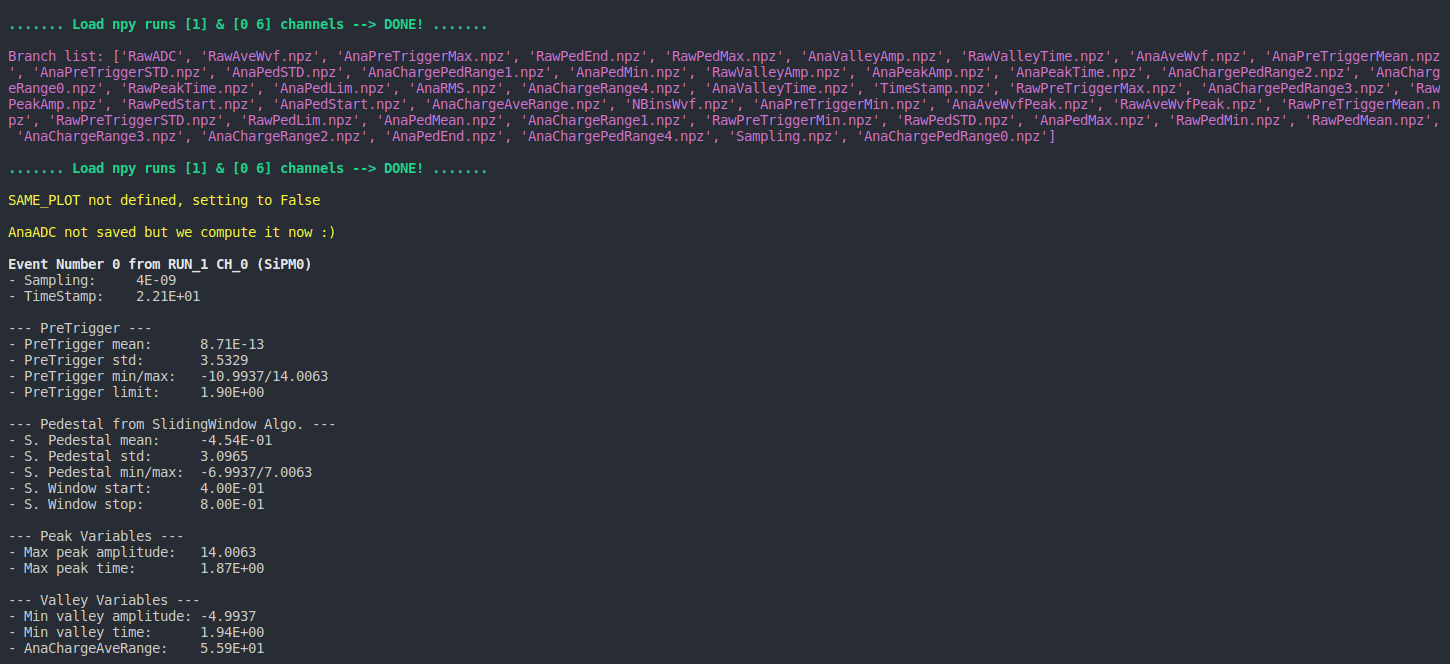 ....... Load npy runs [1] & [0 6] channels --> DONE! .......
Branch list: ['RawADC', 'RawAveWvf.npz', 'AnaPreTriggerMax.npz', 'RawPedEnd.npz', 'RawPedMax.npz', 'AnaValleyAmp.npz', 'RawValleyTime.npz', 'AnaAveWvf.npz', 'AnaPreTriggerMean.npz
', 'AnaPreTriggerSTD.npz', 'AnaPedSTD.npz', 'AnaChargePedRange1.npz', 'AnaPedMin.npz', 'RawValleyAmp.npz', 'AnaPeakAmp.npz', 'AnaPeakTime.npz', 'AnaChargePedRange2.npz', 'AnaCharg
eRange0.npz', 'RawPeakTime.npz', 'AnaPedLim.npz', 'AnaRMS.npz', 'AnaChargeRange4.npz', 'AnaValleyTime.npz', 'TimeStamp.npz', 'RawPreTriggerMax.npz', 'AnaChargePedRange3.npz', 'Raw
PeakAmp.npz', 'RawPedStart.npz', 'AnaPedStart.npz', 'AnaChargeAveRange.npz', 'NBinsWvf.npz', 'AnaPreTriggerMin.npz', 'AnaAveWvfPeak.npz', 'RawAveWvfPeak.npz', 'RawPreTriggerMean.n
pz', 'RawPreTriggerSTD.npz', 'RawPedLim.npz', 'AnaPedMean.npz', 'AnaChargeRange1.npz', 'RawPreTriggerMin.npz', 'RawPedSTD.npz', 'AnaPedMax.npz', 'RawPedMin.npz', 'RawPedMean.npz',
'AnaChargeRange3.npz', 'AnaChargeRange2.npz', 'AnaPedEnd.npz', 'AnaChargePedRange4.npz', 'Sampling.npz', 'AnaChargePedRange0.npz']
....... Load npy runs [1] & [0 6] channels --> DONE! .......
SAME_PLOT not defined, setting to False
AnaADC not saved but we compute it now :)
Event Number 0 from RUN_1 CH_0 (SiPM0)
- Sampling: 4E-09
- TimeStamp: 2.21E+01
--- PreTrigger ---
- PreTrigger mean: 8.71E-13
- PreTrigger std: 3.5329
- PreTrigger min/max: -10.9937/14.0063
- PreTrigger limit: 1.90E+00
--- Pedestal from SlidingWindow Algo. ---
- S. Pedestal mean: -4.54E-01
- S. Pedestal std: 3.0965
- S. Pedestal min/max: -6.9937/7.0063
- S. Window start: 4.00E-01
- S. Window stop: 8.00E-01
--- Peak Variables ---
- Max peak amplitude: 14.0063
- Max peak time: 1.87E+00
--- Valley Variables ---
- Min valley amplitude: -4.9937
- Min valley time: 1.94E+00
- AnaChargeAveRange: 5.59E+01